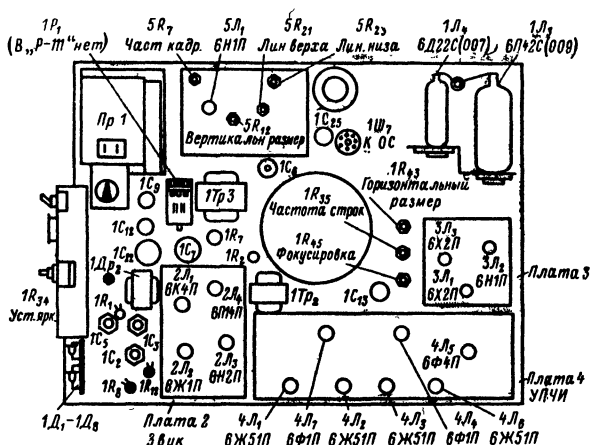 1Р₁
(В „Р-Т" нет)
5R₇
Част кадр.
5Л₁
6Н1П
5R₂₁
Лин верха
5R₂₃
Лин. низа
1Л₄
6Д22С(007)
1Л₃
6П42С(009)
Пр 1
5R₁₂
Вертикальн размер
1С₂₅
1Ш₇
К ОС
1С₆
1R₄₃
Горизонтальный
размер
1С₉
ПН
1Тр3
1R₃₅
Частота строк
1С₁₂
1R₇
1R₄₅
Фокусировка
3Л₃
6Х2П
3Л₂
6Н1П
3Л₁
6Х2П
Плата 3
1С₂₂
1С₇
1R₂
1Др₂
2Л₁
6К4П
2Л₄
6П14П
1Тр₂
1С₁₃
1R₃₄
Уст.ярк.
1R₁
1С₅
1С₃
1С₂
2Л₂
6Ж1П
2Л₃
6Н2П
4Л₅
6Ф4П
Плата 4
УПЧИ
1R₈
1R₁₈
1Д₁-1Д₈
Плата 2
Звик
4Л₁
6Ж51П
4Л₇
6Ф1П
4Л₂
6Ж51П
4Л₃
6Ж51П
4Л₄
6Ф1П
4Л₆
6Ж51П